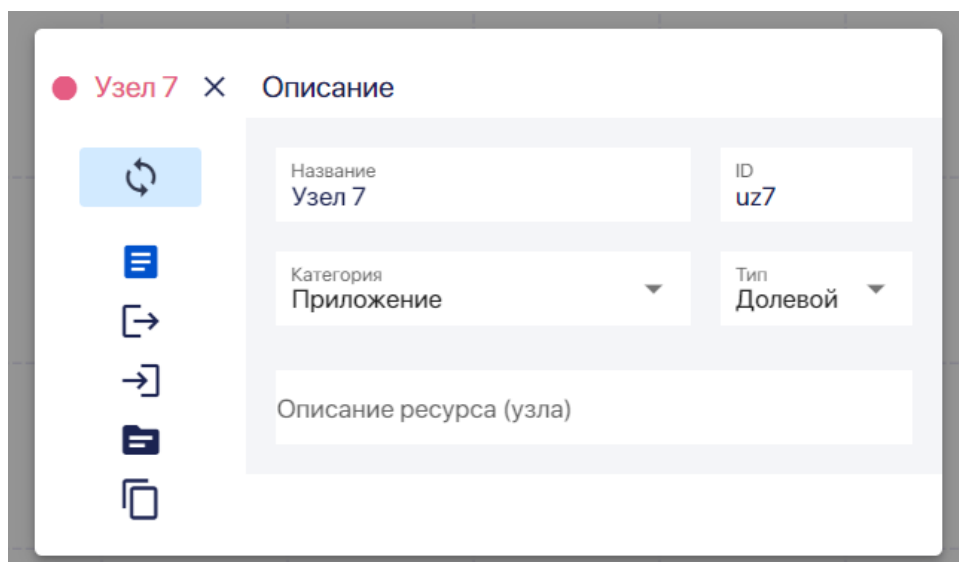 Узел 7
Описание
Название
Узел 7
ID
uz7
Категория
Приложение
Тип
Долевой
Описание ресурса (узла)